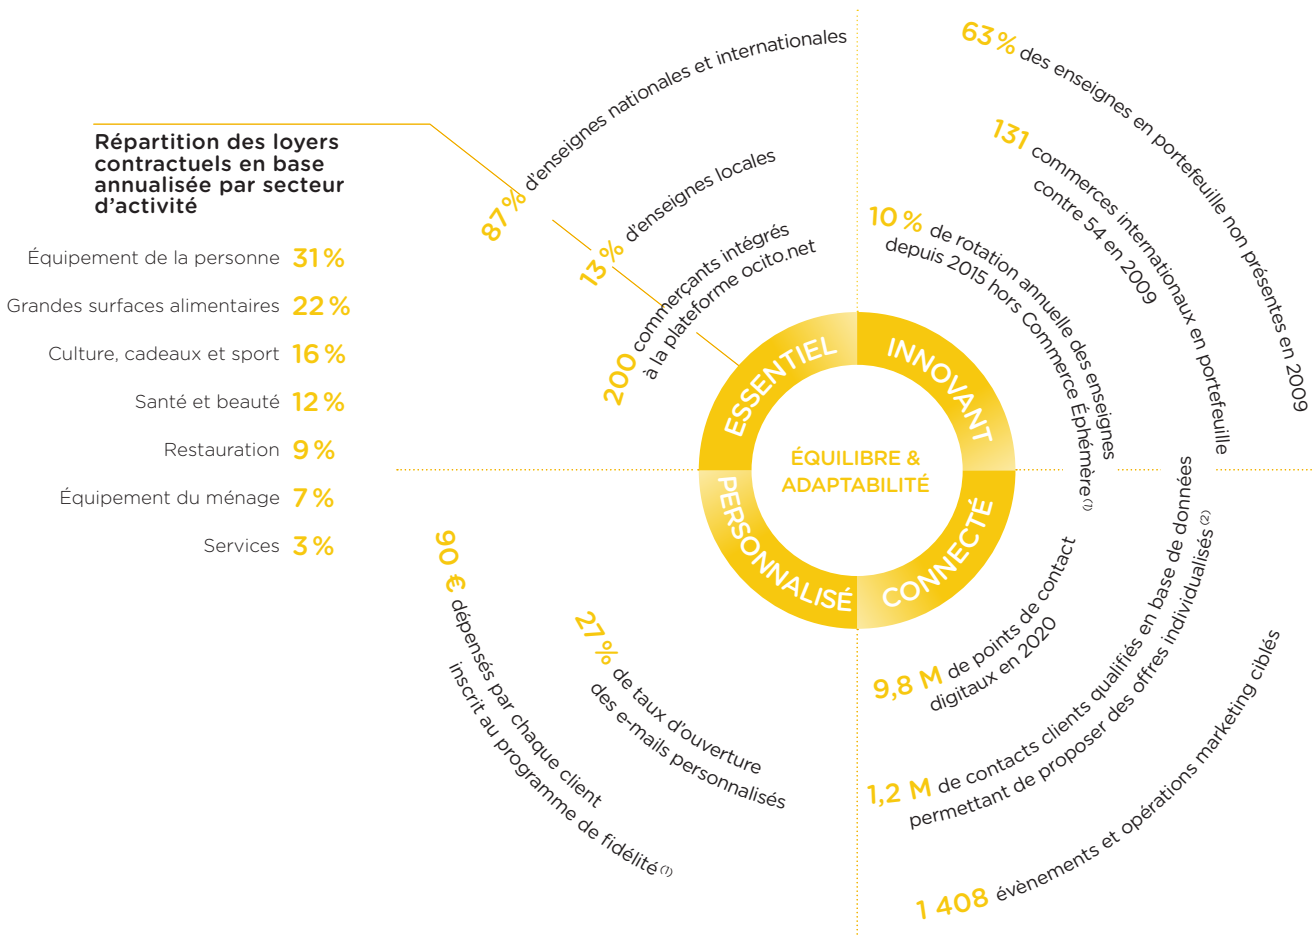 Répartition des loyers
contractuels en base
annualisée par secteur
d’activité
Équipement de la personne 31 %
Grandes surfaces alimentaires 22 %
Culture, cadeaux et sport 16 %
Santé et beauté 12 %
Restauration 9 %
Équipement du ménage 7 %
Services 3 %
87 % d'enseignes nationales et internationales
13 % d'enseignes locales
200 commerçants intégrés
à la plateforme ocito.net
63 % des enseignes en portefeuille non présentes en 2009
131 commerces internationaux en portefeuille
contre 54 en 2009
10 % de rotation annuelle des enseignes
depuis 2015 hors Commerce Éphémère (1)
ESSENTIEL
INNOVANT
ÉQUILIBRE &
ADAPTABILITÉ
PERSONNALISÉ
CONNECTÉ
90 € dépensés par chaque client
inscrit au programme de fidélité (1)
27 % de taux d'ouverture
des e-mails personnalisés
9,8 M de points de contact
digitaux en 2020
1,2 M de contacts clients qualifiés en base de données
permettant de proposer des offres individualisés (2)
1 408 évènements et opérations marketing ciblés